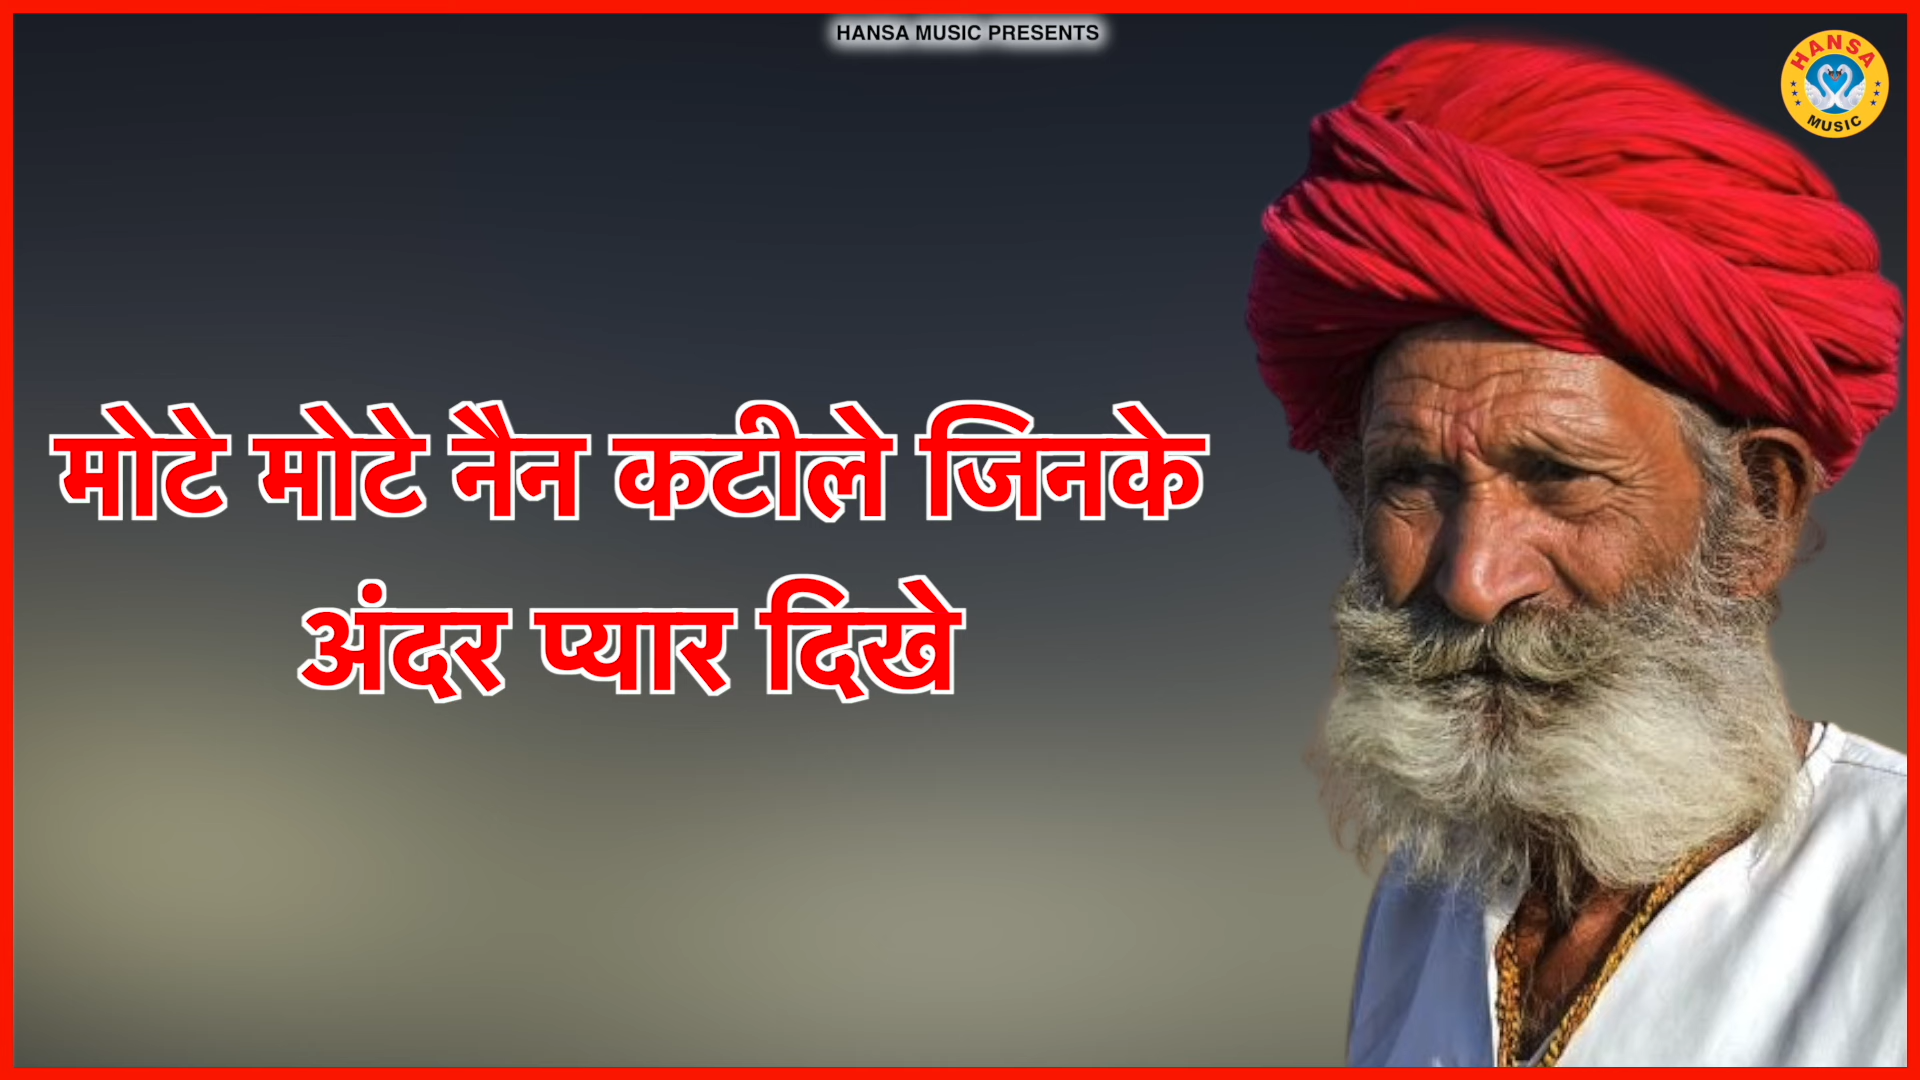 HANSA MUSIC PRESENTS
HANSA
MUSIC
मोटे मोटे नैन कटीले जिनके
अंदर प्यार दिखे